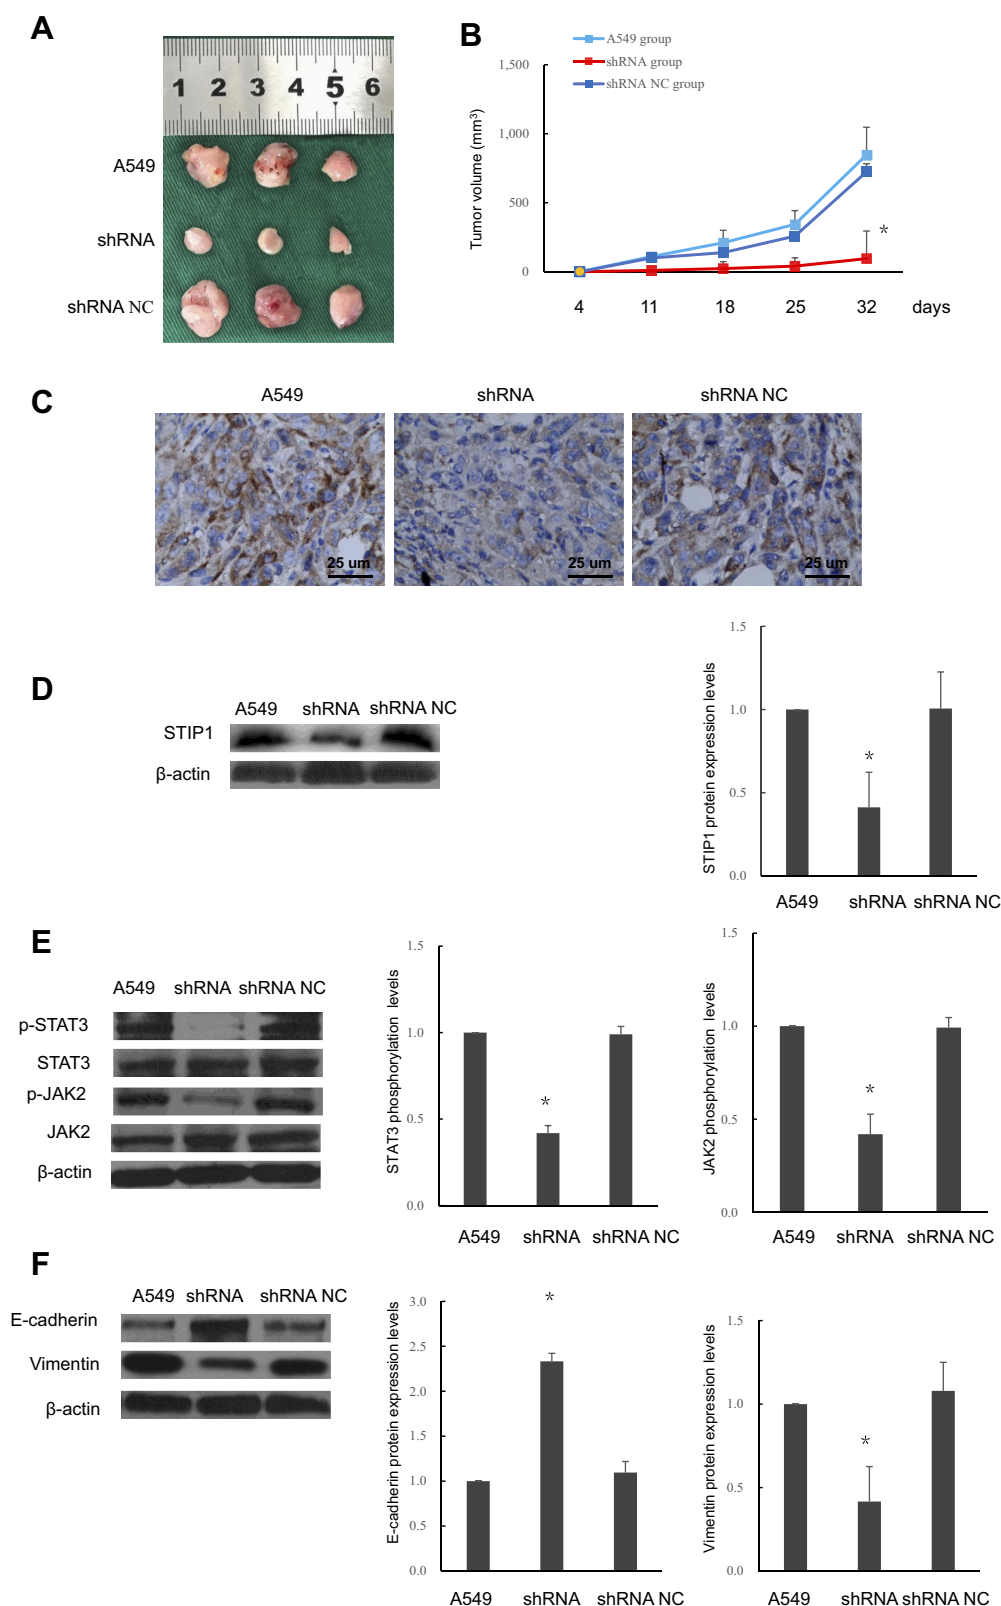 A
1 2 3 4 5 6
A549
shRNA
shRNA NC
B
A549 group
shRNA group
shRNA NC group
Tumor volume (mm³)
1,500
1,000
500
0
4 11 18 25 32 days
*
C
A549 shRNA shRNA NC
25 um 25 um 25 um
D
A549 shRNA shRNA NC
STIP1
β-actin
STIP1 protein expression levels
1.5
1.0
0.5
0.0
*
A549 shRNA shRNA NC
E
A549 shRNA shRNA NC
p-STAT3
STAT3
p-JAK2
JAK2
β-actin
STAT3 phosphorylation levels
1.5
1.0
0.5
0.0
*
A549 shRNA shRNA NC
JAK2 phosphorylation levels
1.5
1.0
0.5
0.0
*
A549 shRNA shRNA NC
F
A549 shRNA shRNA NC
E-cadherin
Vimentin
β-actin
E-cadherin protein expression levels
3.0
2.5
2.0
1.5
1.0
0.5
0.0
*
A549 shRNA shRNA NC
Vimentin protein expression levels
1.5
1.0
0.5
0.0
*
A549 shRNA shRNA NC